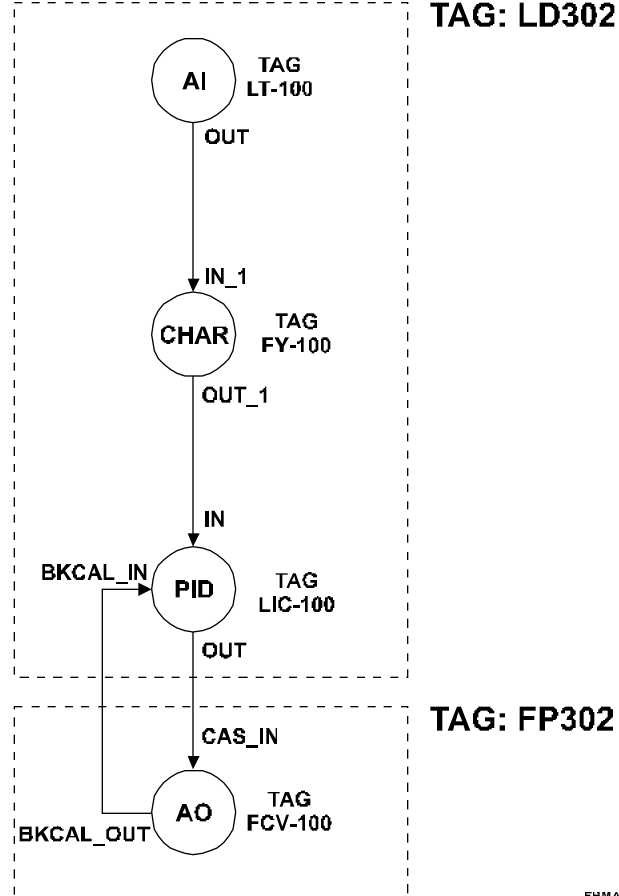 TAG: LD302
AI
TAG
LT-100
OUT
IN_1
CHAR
TAG
FY-100
OUT_1
IN
BKCAL_IN
PID
TAG
LIC-100
OUT
TAG: FP302
CAS_IN
AO
TAG
FCV-100
BKCAL_OUT